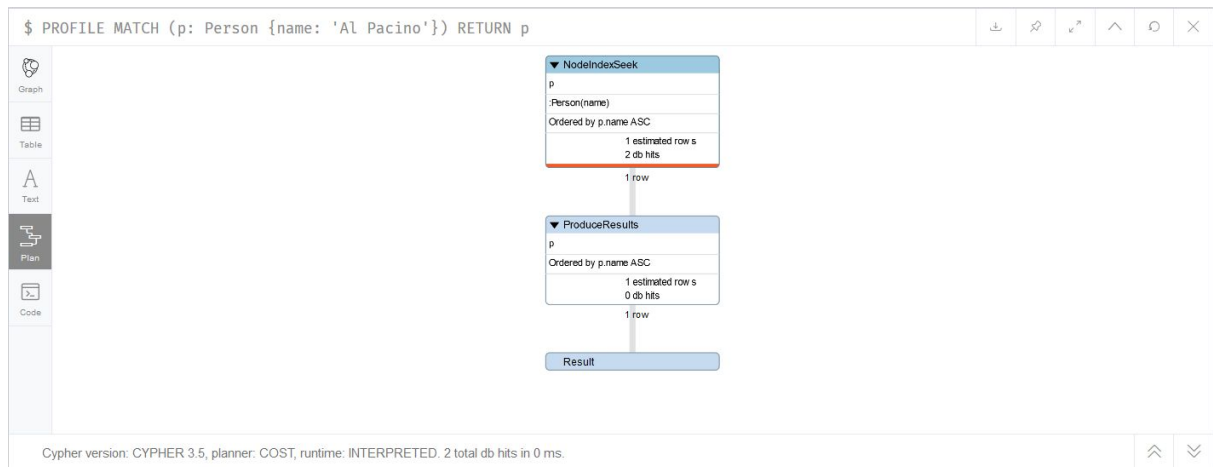 $ PROFILE MATCH (p: Person {name: 'Al Pacino'}) RETURN p
Graph
Table
Text
Plan
Code
NodeIndexSeek
p
:Person(name)
Ordered by p.name ASC
1 estimated rows
2 db hits
1 row
ProduceResults
p
Ordered by p.name ASC
1 estimated rows
0 db hits
1 row
Result
Cypher version: CYPHER 3.5, planner: COST, runtime: INTERPRETED. 2 total db hits in 0 ms.